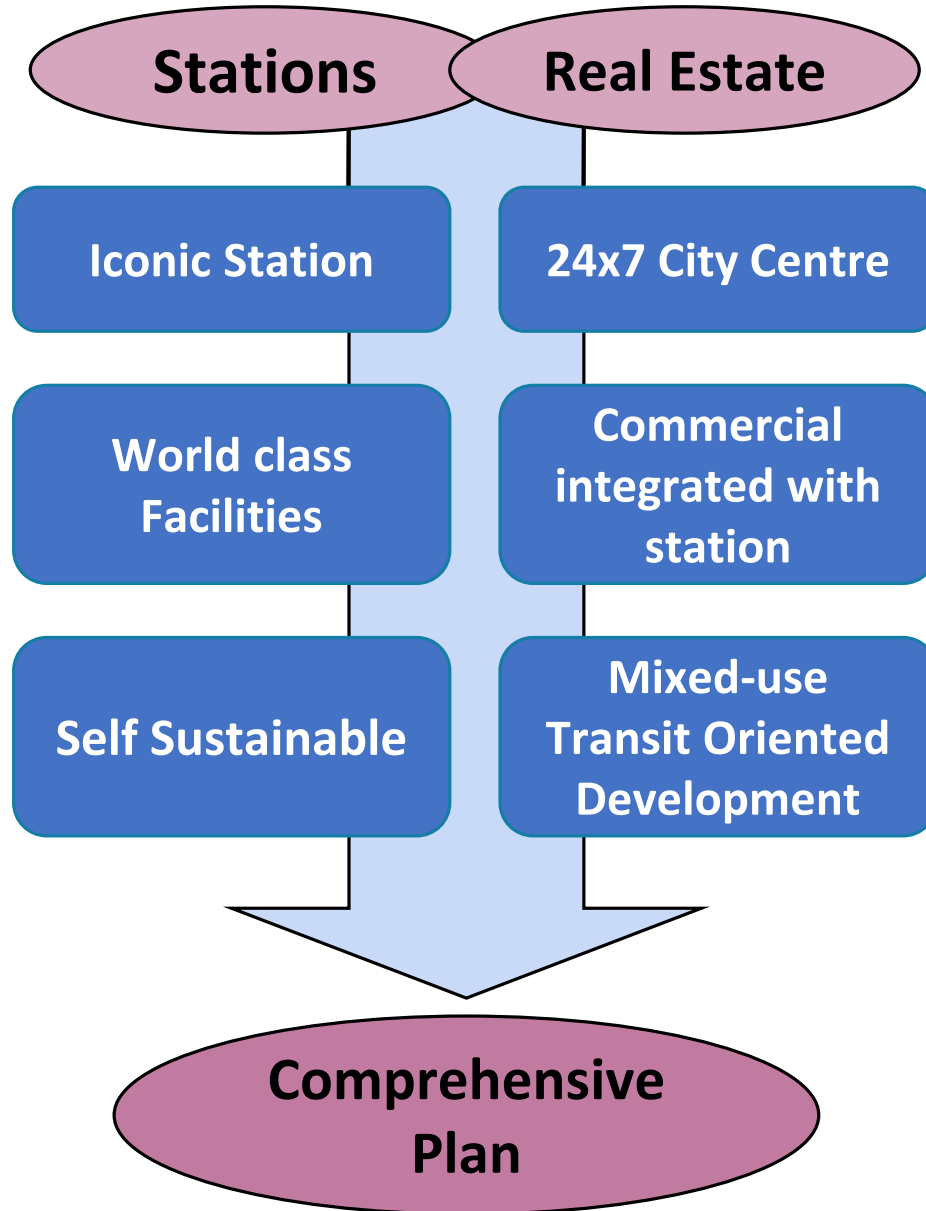 Stations
Real Estate
Iconic Station
24x7 City Centre
World class
Facilities
Commercial
integrated with
station
Self Sustainable
Mixed-use
Transit Oriented
Development
Comprehensive
Plan